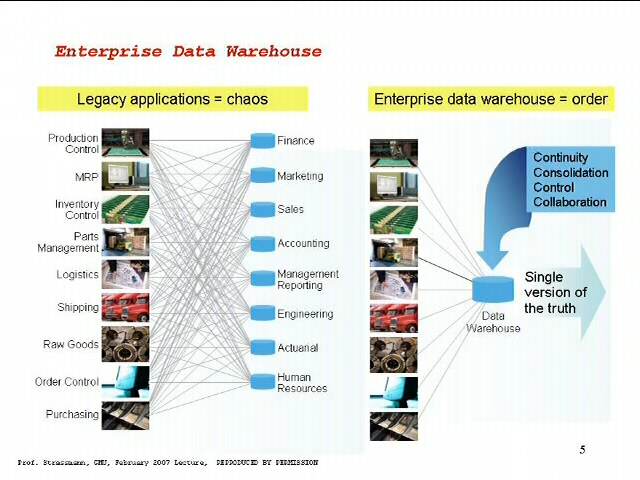 Enterprise Data Warehouse
Legacy applications = chaos
Enterprise data warehouse = order
Production
Control
MRP
Inventory
Control
Parts
Management
Logistics
Shipping
Raw Goods
Order Control
Purchasing
Finance
Marketing
Sales
Accounting
Management
Reporting
Engineering
Actuarial
Human
Resources
Continuity
Consolidation
Control
Collaboration
Single
version of
the truth
Data
Warehouse
5
Prof. Strassmann, GMU, February 2007 Lecture, REPRODUCED BY PERMISSION